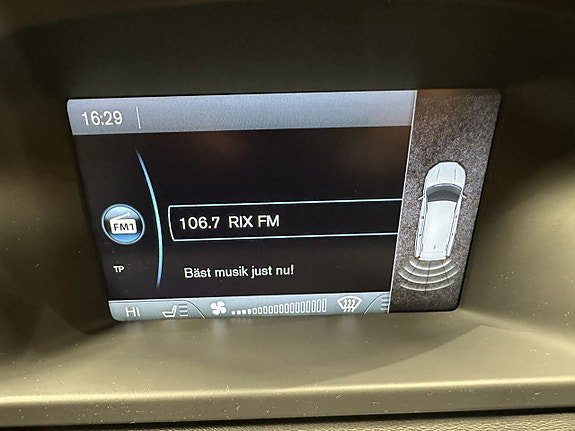 16:29
FM1
106.7 RIX FM
TP
Bäst musik just nu!
HI